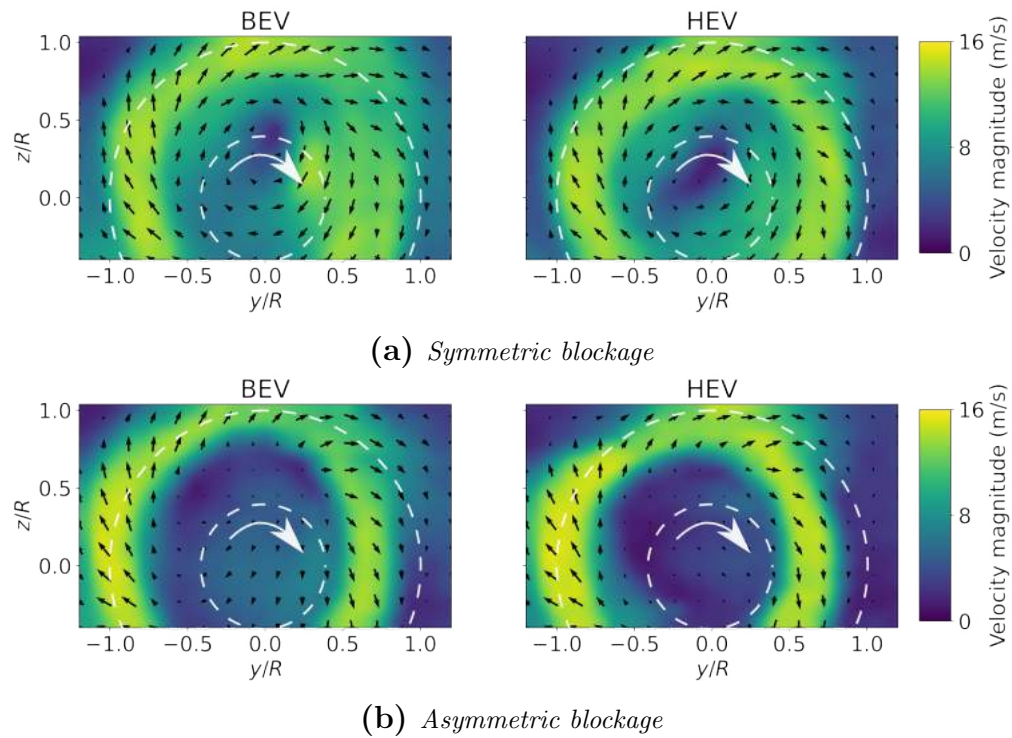 BEV
HEV
1.0
0.5
0.0
z/R
−1.0
−0.5
0.0
0.5
1.0
y/R
−1.0
−0.5
0.0
0.5
1.0
y/R
16
8
0
Velocity magnitude (m/s)
(a) Symmetric blockage
BEV
HEV
1.0
0.5
0.0
z/R
−1.0
−0.5
0.0
0.5
1.0
y/R
−1.0
−0.5
0.0
0.5
1.0
y/R
16
8
0
Velocity magnitude (m/s)
(b) Asymmetric blockage